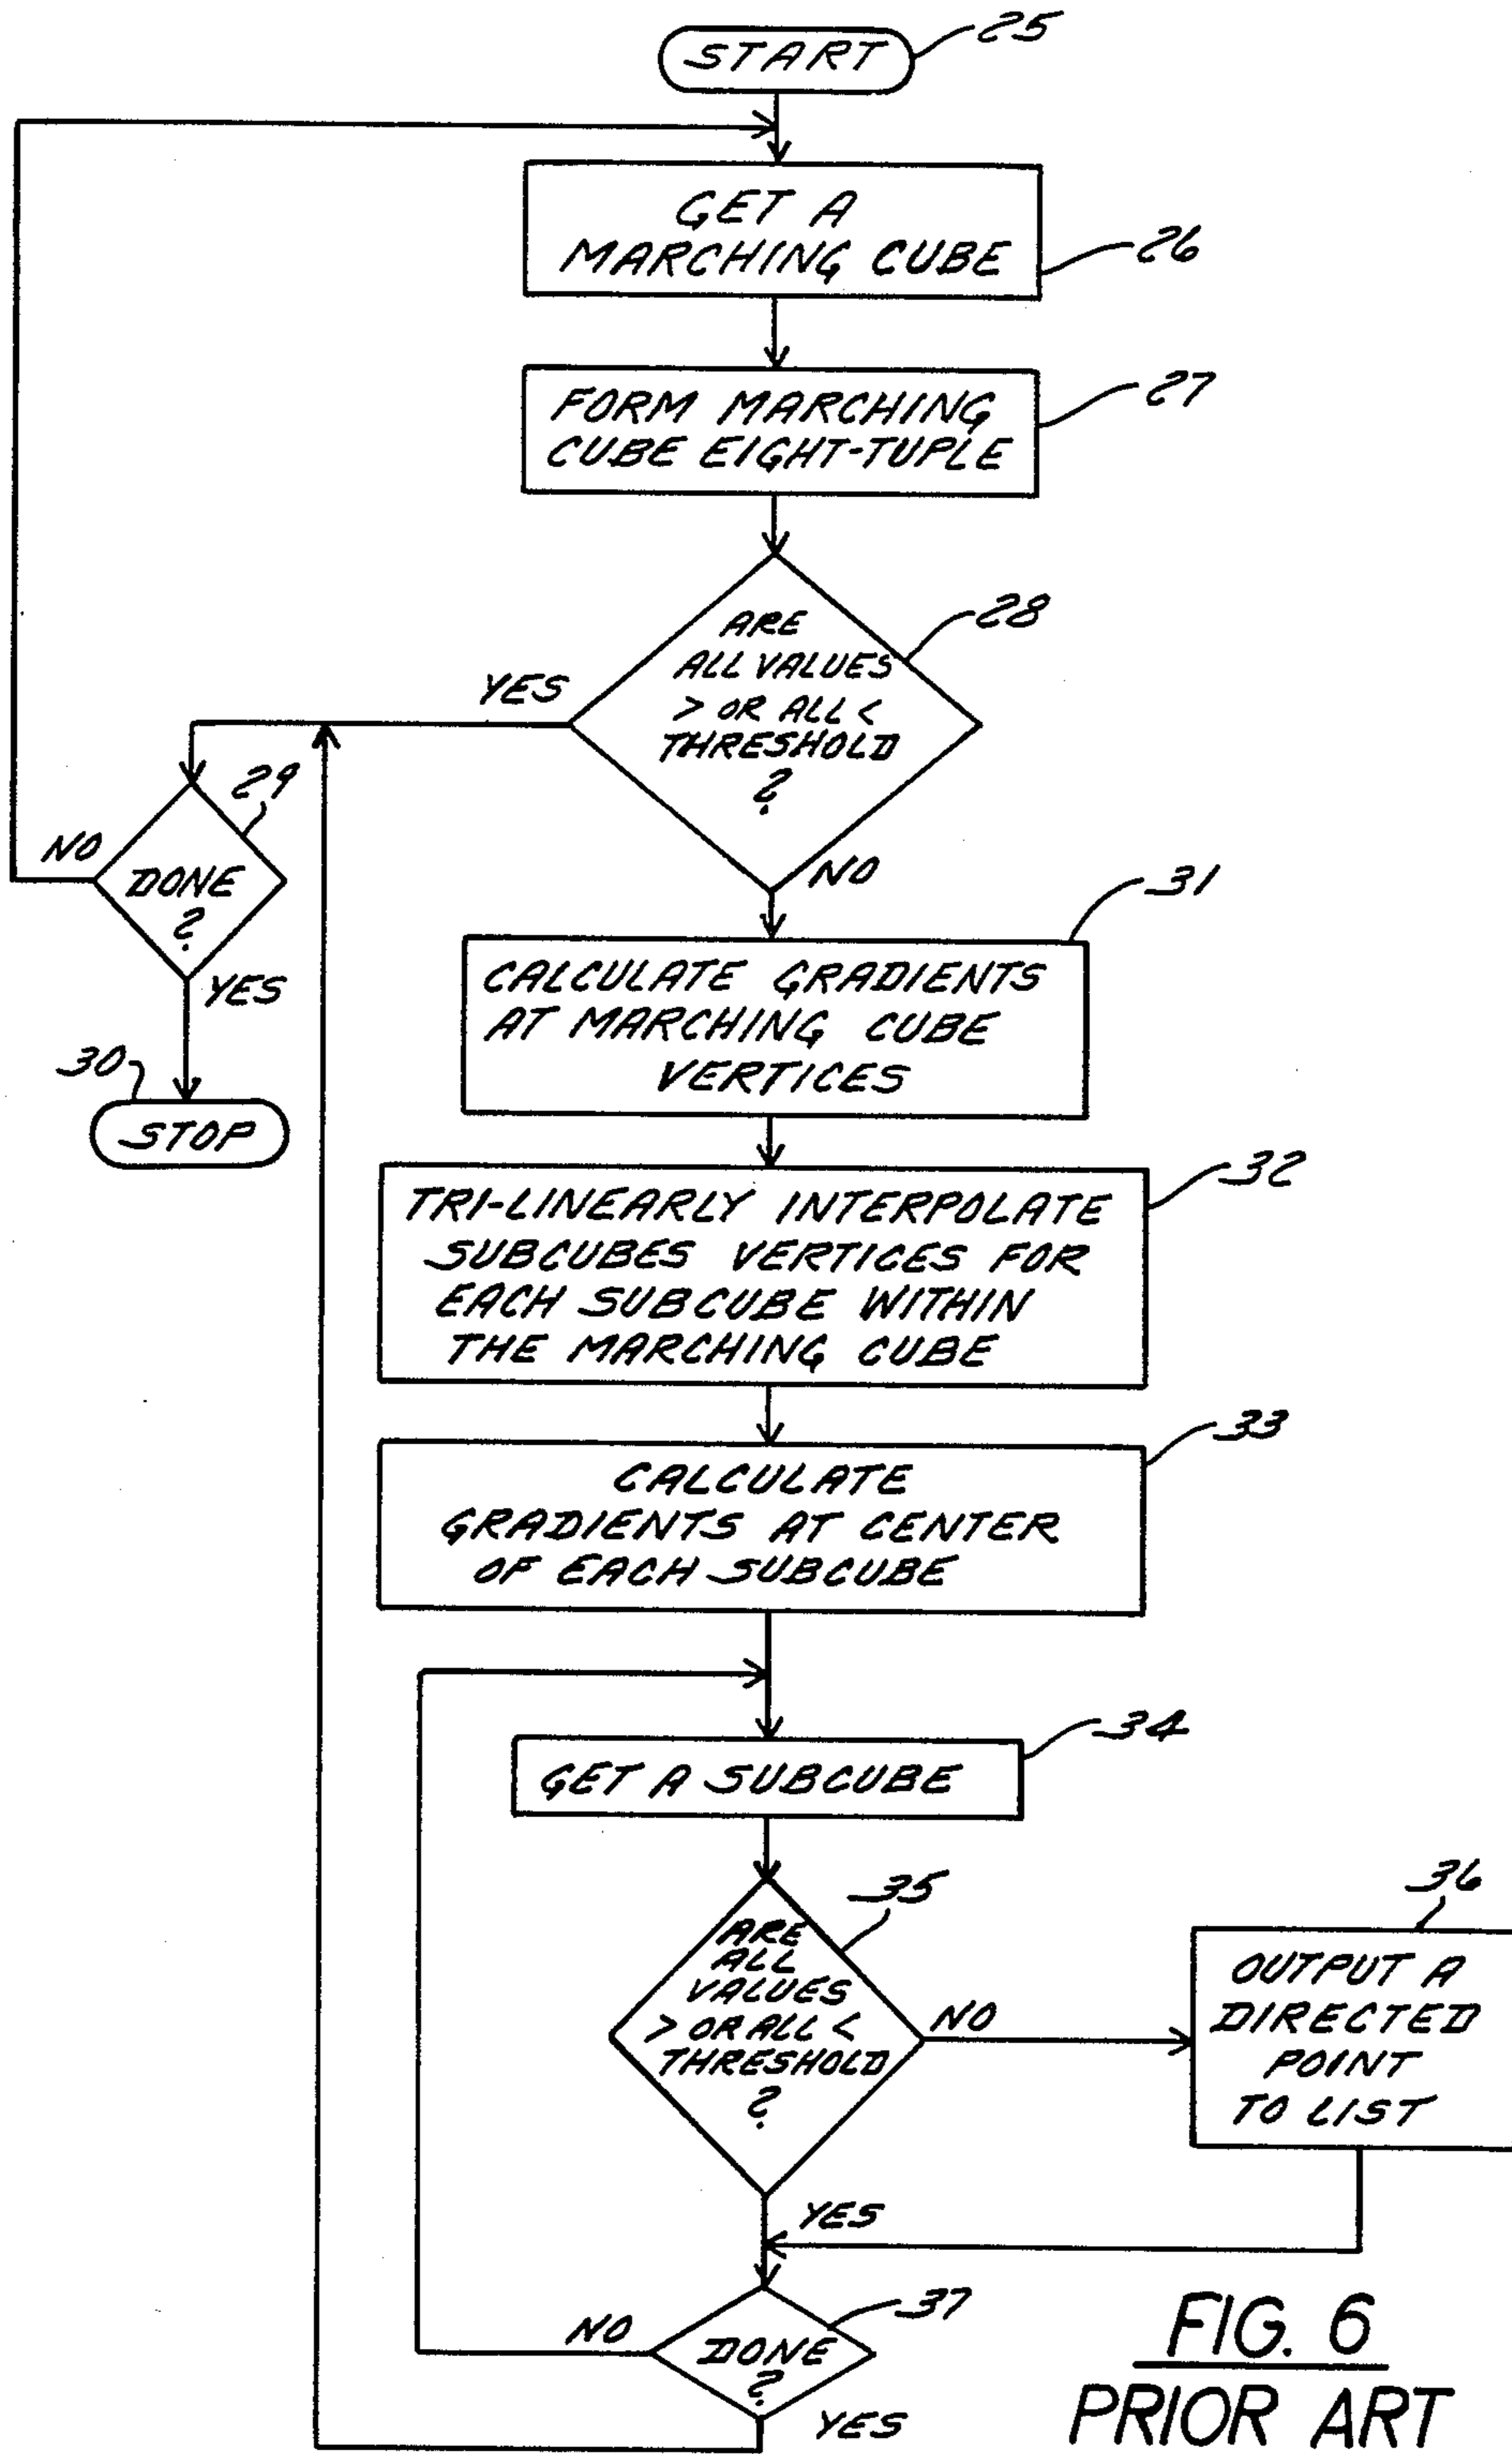 START
25
GET A
MARCHING CUBE
26
FORM MARCHING
CUBE EIGHT-TUPLE
27
ARE
ALL VALUES
> OR ALL <
THRESHOLD
?
28
YES
NO
29
DONE
?
NO
YES
30
STOP
31
CALCULATE GRADIENTS
AT MARCHING CUBE
VERTICES
32
TRI-LINEARLY INTERPOLATE
SUBCUBES VERTICES FOR
EACH SUBCUBE WITHIN
THE MARCHING CUBE
33
CALCULATE
GRADIENTS AT CENTER
OF EACH SUBCUBE
34
GET A SUBCUBE
35
ARE
ALL
VALUES
> OR ALL <
THRESHOLD
?
NO
36
OUTPUT A
DIRECTED
POINT
TO LIST
YES
37
DONE
?
NO
YES
FIG. 6
PRIOR ART